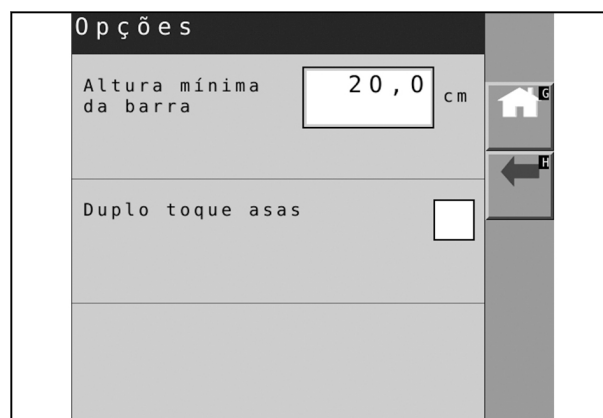 Opções
Altura mínima
da barra
20,0
cm
G
H
Duplo toque asas